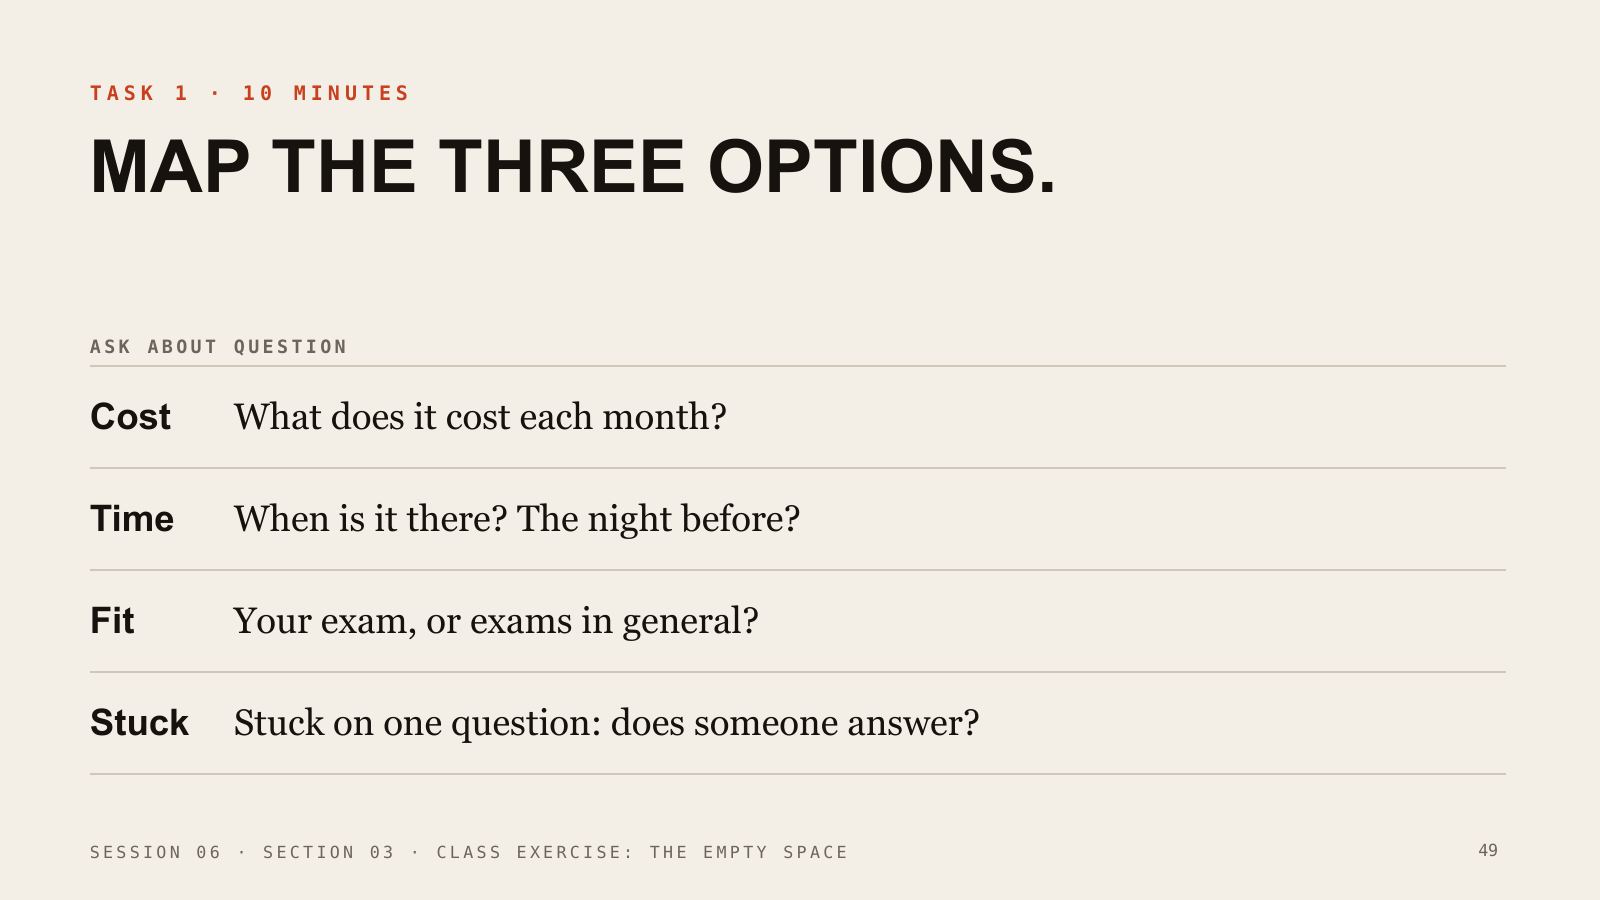 TASK 1 · 10 MINUTES
MAP THE THREE OPTIONS.
ASK ABOUT QUESTION
Cost What does it cost each month?
Time When is it there? The night before?
Fit Your exam, or exams in general?
Stuck Stuck on one question: does someone answer?
SESSION 06 · SECTION 03 · CLASS EXERCISE: THE EMPTY SPACE 49